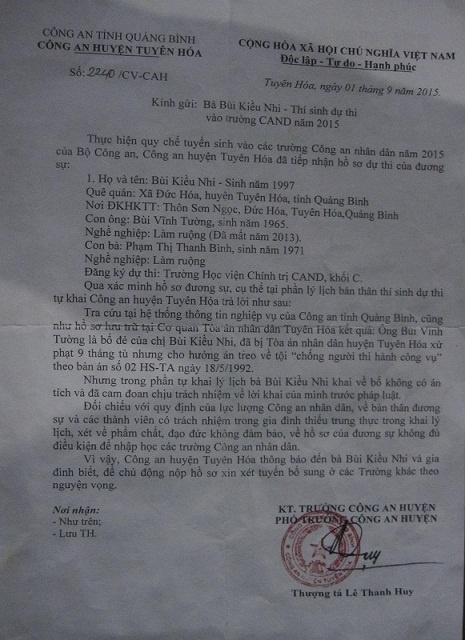 CÔNG AN TỈNH QUẢNG BÌNH
CÔNG AN HUYỆN TUYÊN HÓA
Số: 2240/CV-CAH
CỘNG HÒA XÃ HỘI CHỦ NGHĨA VIỆT NAM
Độc lập - Tự do - Hạnh phúc
Tuyên Hóa, ngày 01 tháng 9 năm 2015.
Kính gửi: Bà Bùi Kiều Nhi - Thí sinh dự thi
vào trường CAND năm 2015
Thực hiện quy chế tuyển sinh vào các trường Công an nhân dân năm 2015
của Bộ Công an, Công an huyện Tuyên Hóa đã tiếp nhận hồ sơ dự thi của đương
sự:
1. Họ và tên: Bùi Kiều Nhi - Sinh năm 1997
Quê quán: Xã Đức Hóa, huyện Tuyên Hóa, tỉnh Quảng Bình
Nơi ĐKHKTT: Thôn Sơn Ngọc, Đức Hóa, Tuyên Hóa,Quảng Bình
Con ông: Bùi Vĩnh Tường, sinh năm 1965.
Nghề nghiệp: Làm ruộng (Đã mất năm 2013).
Con bà: Phạm Thị Thanh Bình, sinh năm 1971
Nghề nghiệp: Làm ruộng
Đăng ký dự thi: Trường Học viện Chính trị CAND, khối C.
Qua xác minh hồ sơ đương sự, cụ thể tại phần lý lịch bản thân thí sinh dự thi
tự khai Công an huyện Tuyên Hóa trả lời như sau:
Tra cứu tại hệ thống thông tin nghiệp vụ của Công an tỉnh Quảng Bình, cũng
như hồ sơ lưu trữ tại Cơ quan Tòa án nhân dân Tuyên Hóa kết quả: Ông Bùi Vĩnh
Tường là bố đẻ của chị Bùi Kiều Nhi, đã bị Tòa án nhân dân huyện Tuyên Hóa xử
phạt 9 tháng tù nhưng cho hưởng án treo về tội “chống người thi hành công vụ”
theo bản án số 02 HS-TA ngày 18/5/1992.
Nhưng trong phần tự khai lý lịch bà Bùi Kiều Nhi khai về bố không có án
tích và đã cam đoan chịu trách nhiệm về lời khai của mình trước pháp luật.
Đối chiếu với quy định của lực lượng Công an nhân dân, về bản thân đương
sự và các thành viên có trách nhiệm trong gia đình thiếu trung thực trong khai lý
lịch, xét về phẩm chất, đạo đức không đảm bảo, về hồ sơ của đương sự không đủ
điều kiện để nhập học các trường Công an nhân dân.
Vì vậy, Công an huyện Tuyên Hóa thông báo đến bà Bùi Kiều Nhi và gia
đình biết, để chủ động nộp hồ sơ xin xét tuyển bổ sung ở các Trường khác theo
nguyện vọng.
Nơi nhận:
- Như trên;
- Lưu TH.
KT. TRƯỞNG CÔNG AN HUYỆN
PHÓ TRƯỞNG CÔNG AN HUYỆN
Thượng tá Lê Thanh Huy